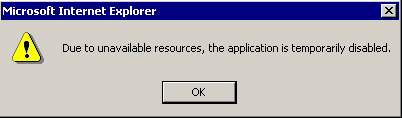 Microsoft Internet Explorer
Due to unavailable resources, the application is temporarily disabled.
OK